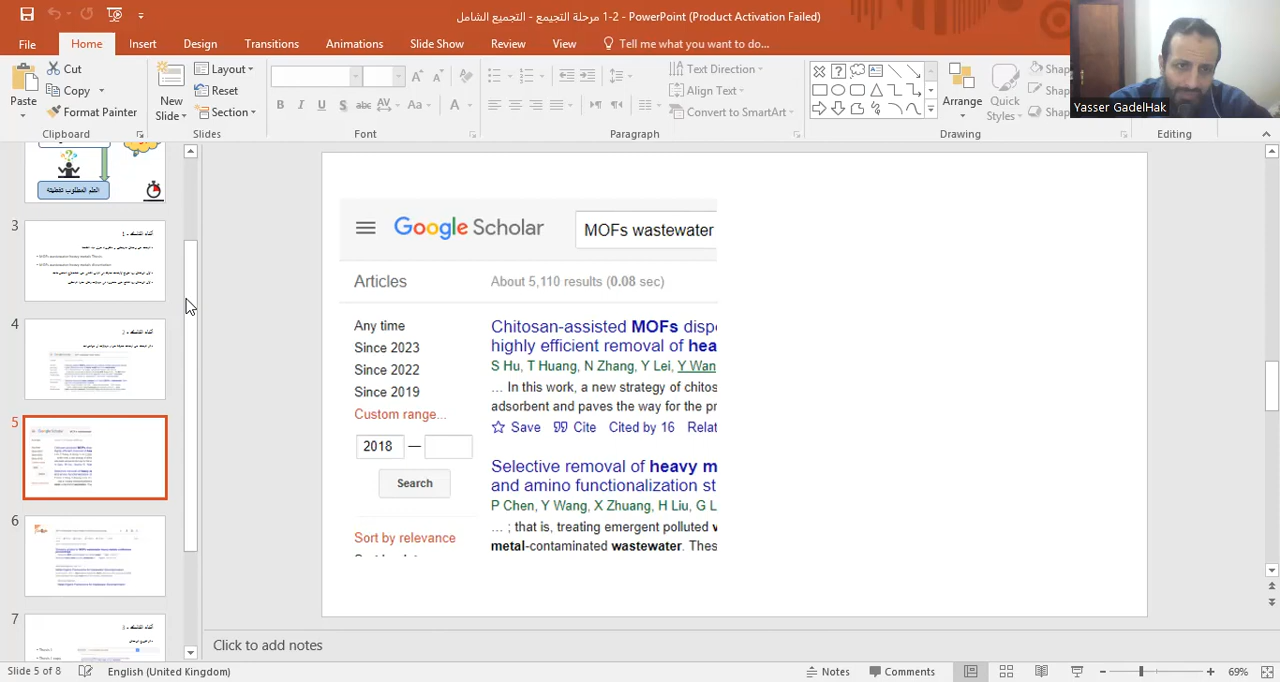 1-2 مرحلة التجيمع - التجميع الشامل - PowerPoint (Product Activation Failed)
File
Home
Insert
Design
Transitions
Animations
Slide Show
Review
View
Tell me what you want to do...
Paste
Cut
Copy
Format Painter
Clipboard
New Slide
Layout
Reset
Section
Slides
B I U S abc AV Aa A
Font
Text Direction
Align Text
Convert to SmartArt
Paragraph
Arrange
Quick Styles
Drawing
Editing
Yasser GadelHak
العلم المطلوب تغطيته
3
4
5
6
7
Google Scholar
MOFs wastewater
Articles
About 5,110 results (0.08 sec)
Any time
Since 2023
Since 2022
Since 2019
Custom range...
2018 —
Search
Sort by relevance
Chitosan-assisted MOFs dispe
highly efficient removal of hea
S Hu, T Huang, N Zhang, Y Lei, Y Wan
… In this work, a new strategy of chitos
adsorbent and paves the way for the pr
Save Cite Cited by 16 Relat
Selective removal of heavy m
and amino functionalization st
P Chen, Y Wang, X Zhuang, H Liu, G L
… ; that is, treating emergent polluted
metal-contaminated wastewater. Thes
Click to add notes
Slide 5 of 8
English (United Kingdom)
Notes
Comments
69%